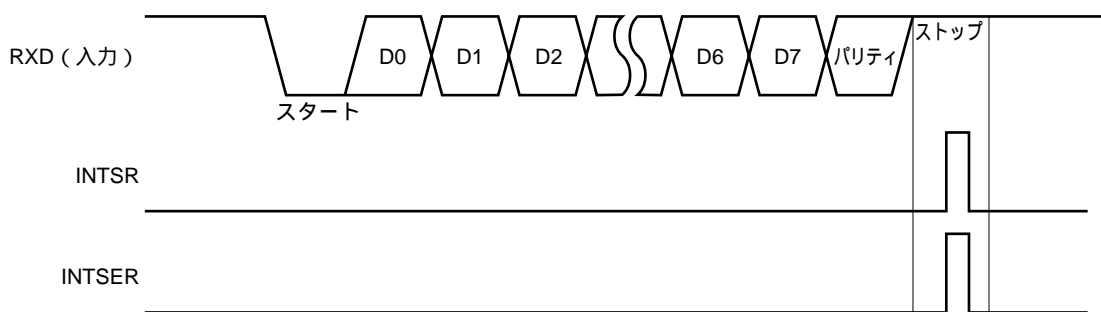 RXD（入力）
D0 D1 D2 D6 D7 パリティ
ストップ
スタート
INTSR
INTSER